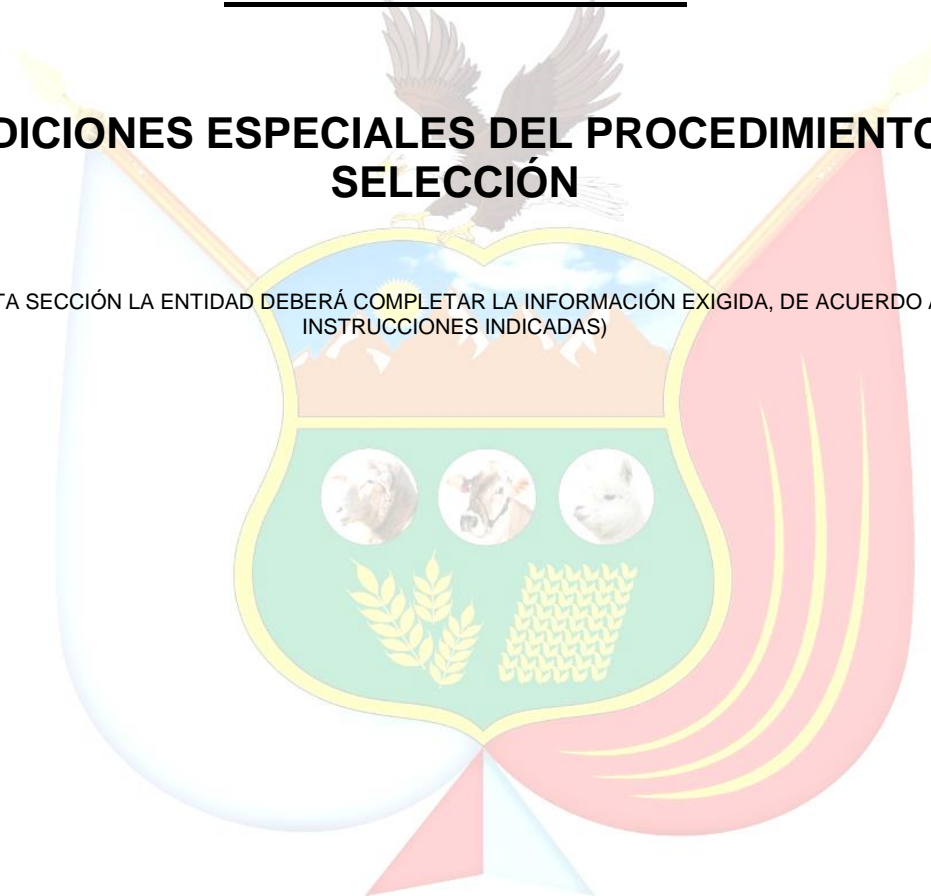 DICIONES ESPECIALES DEL PROCEDIMIENTO
SELECCIÓN
TA SECCIÓN LA ENTIDAD DEBERÁ COMPLETAR LA INFORMACIÓN EXIGIDA, DE ACUERDO A
INSTRUCCIONES INDICADAS)